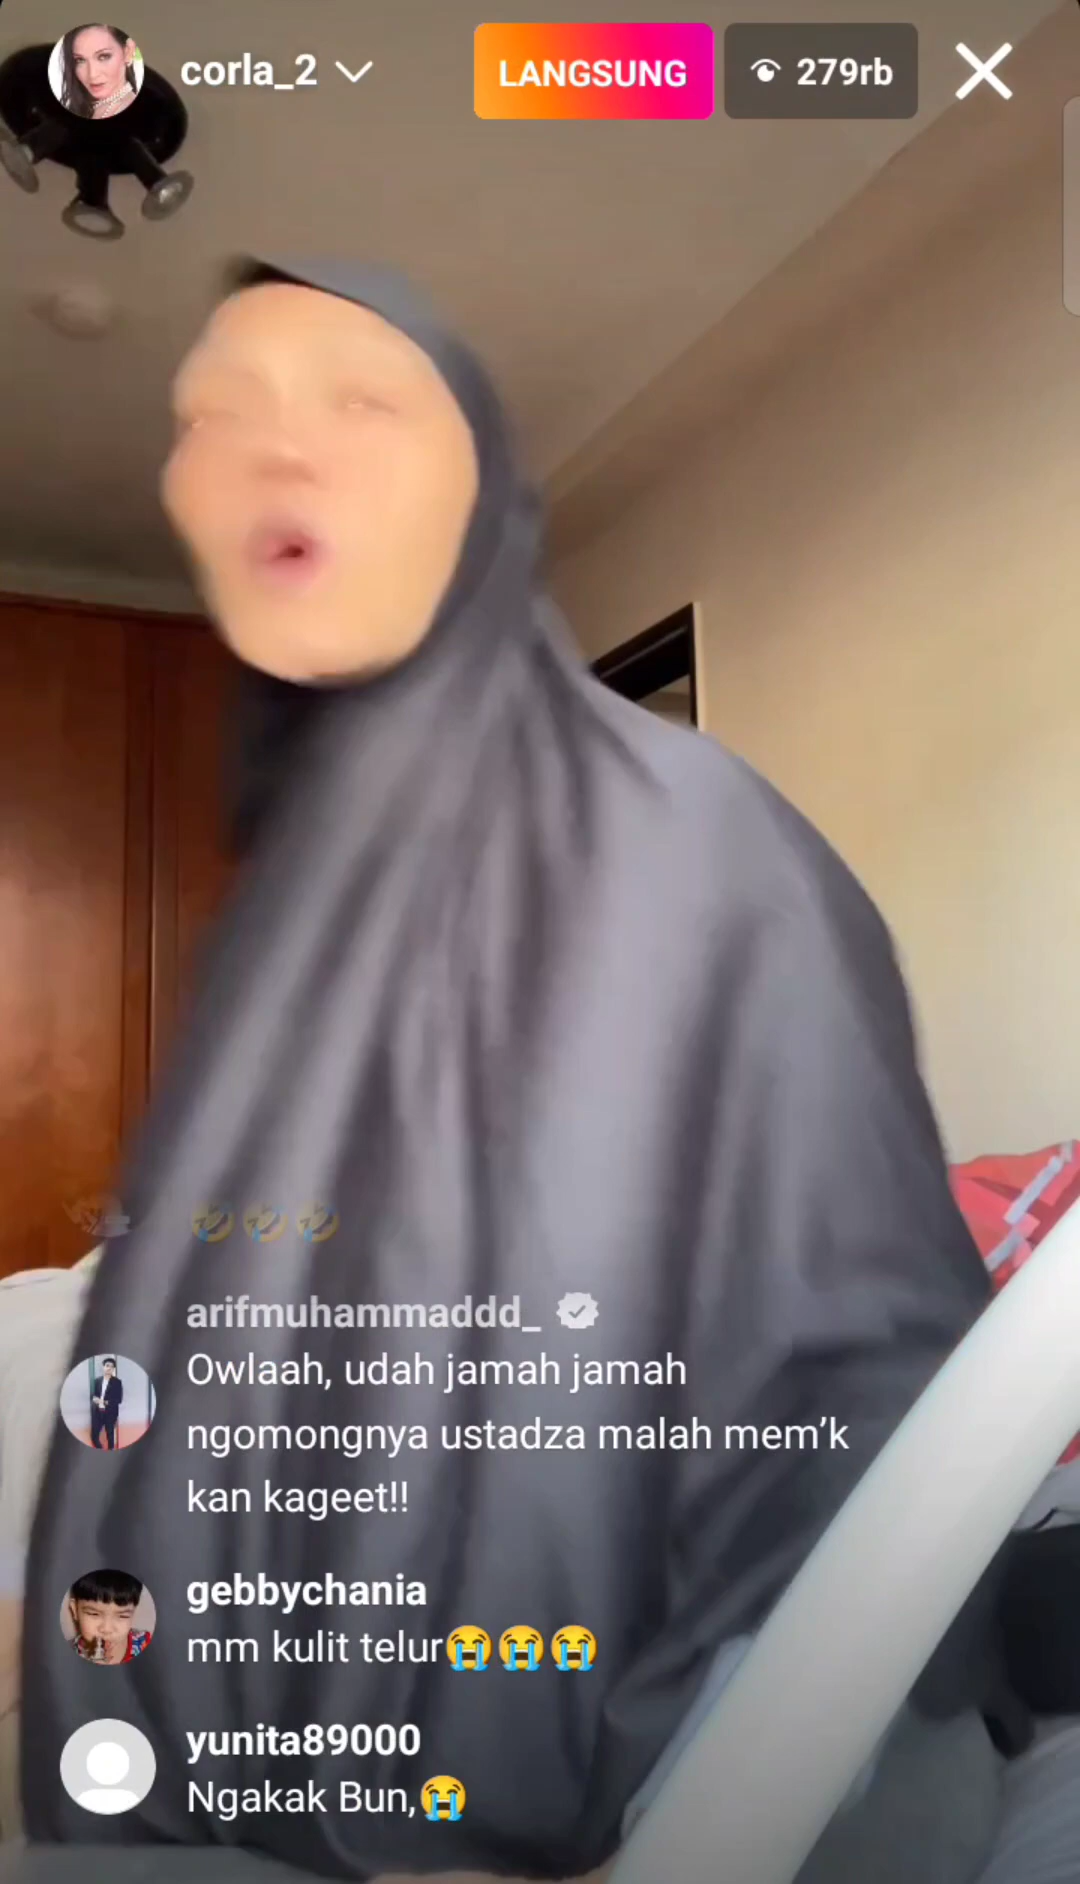 corla_2
LANGSUNG
279rb
🤣🤣🤣
arifmuhammaddd_
Owlaah, udah jamah jamah
ngomongnya ustadza malah mem’k
kan kageet!!
gebbychania
mm kulit telur😭😭😭
yunita89000
Ngakak Bun,😭